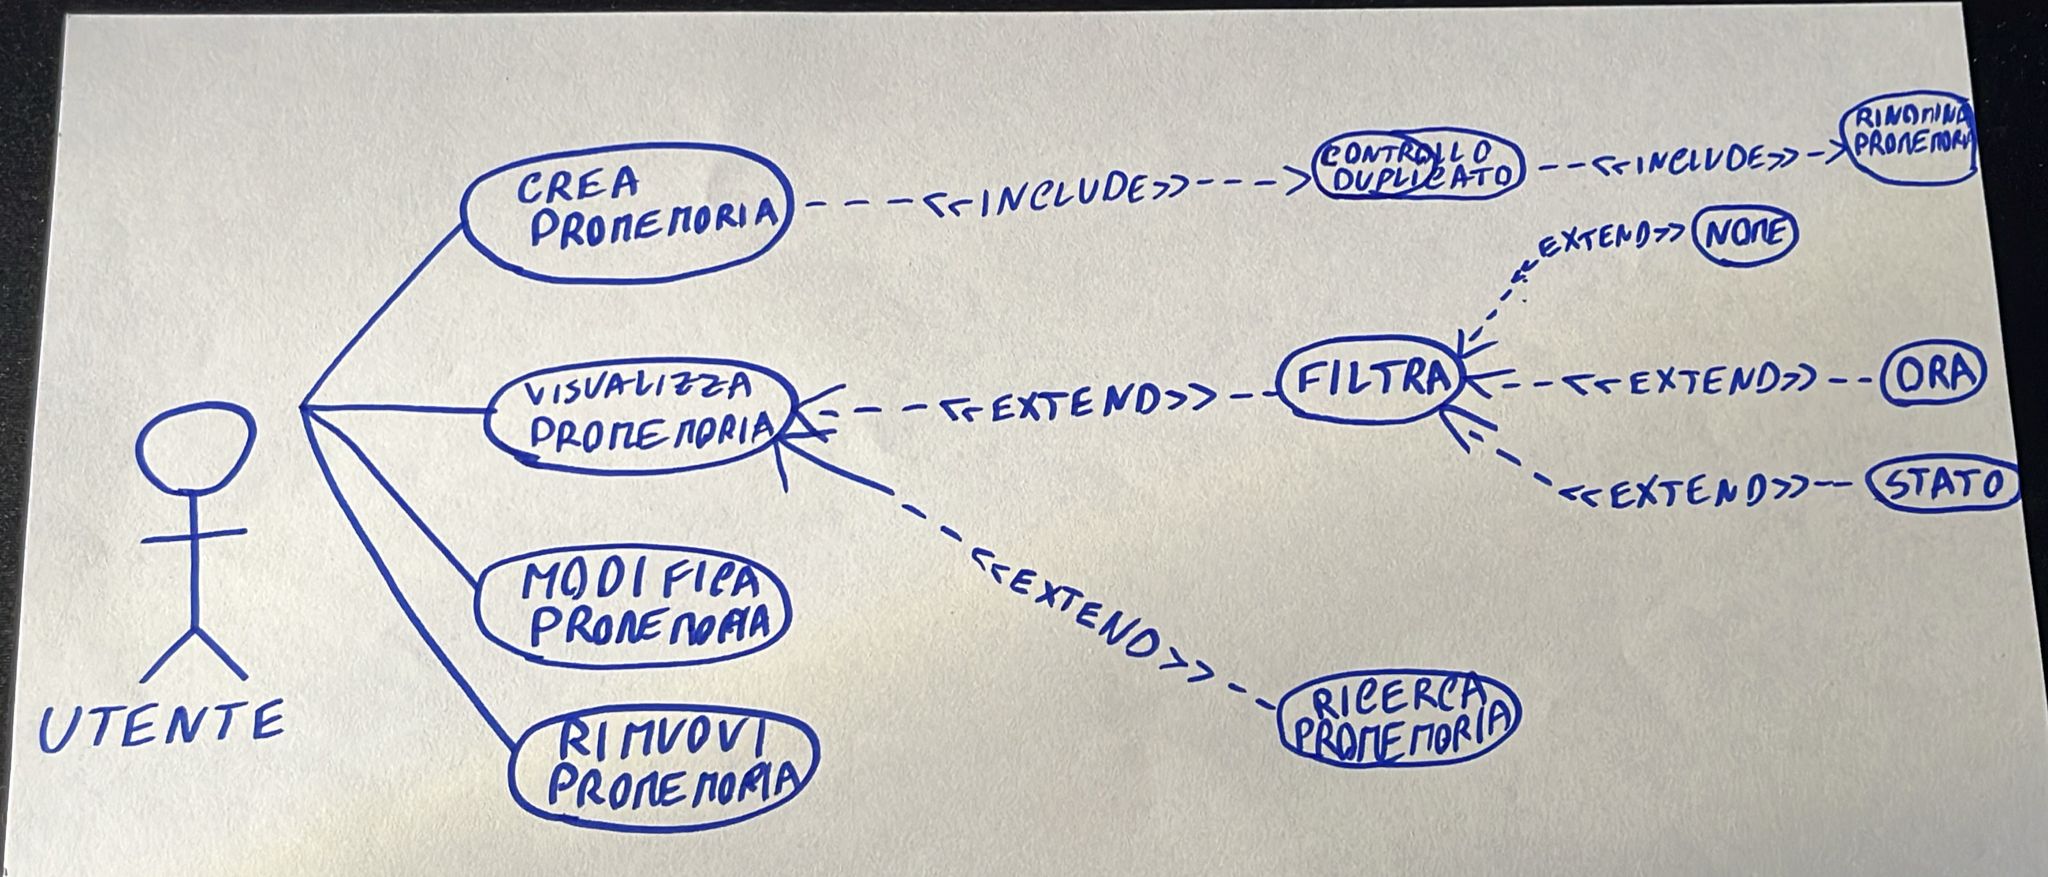 CREA
PROMEMORIA
<<INCLUDE>>
CONTROLLO
DUPLICATO
<<INCLUDE>>
RINOMINA
PROMEMORIA
<<EXTEND>>
NOME
VISUALIZZA
PROMEMORIA
<<EXTEND>>
FILTRA
<<EXTEND>>
ORA
<<EXTEND>>
STATO
MODIFICA
PROMEMORIA
<<EXTEND>>
RICERCA
PROMEMORIA
RIMUOVI
PROMEMORIA
UTENTE